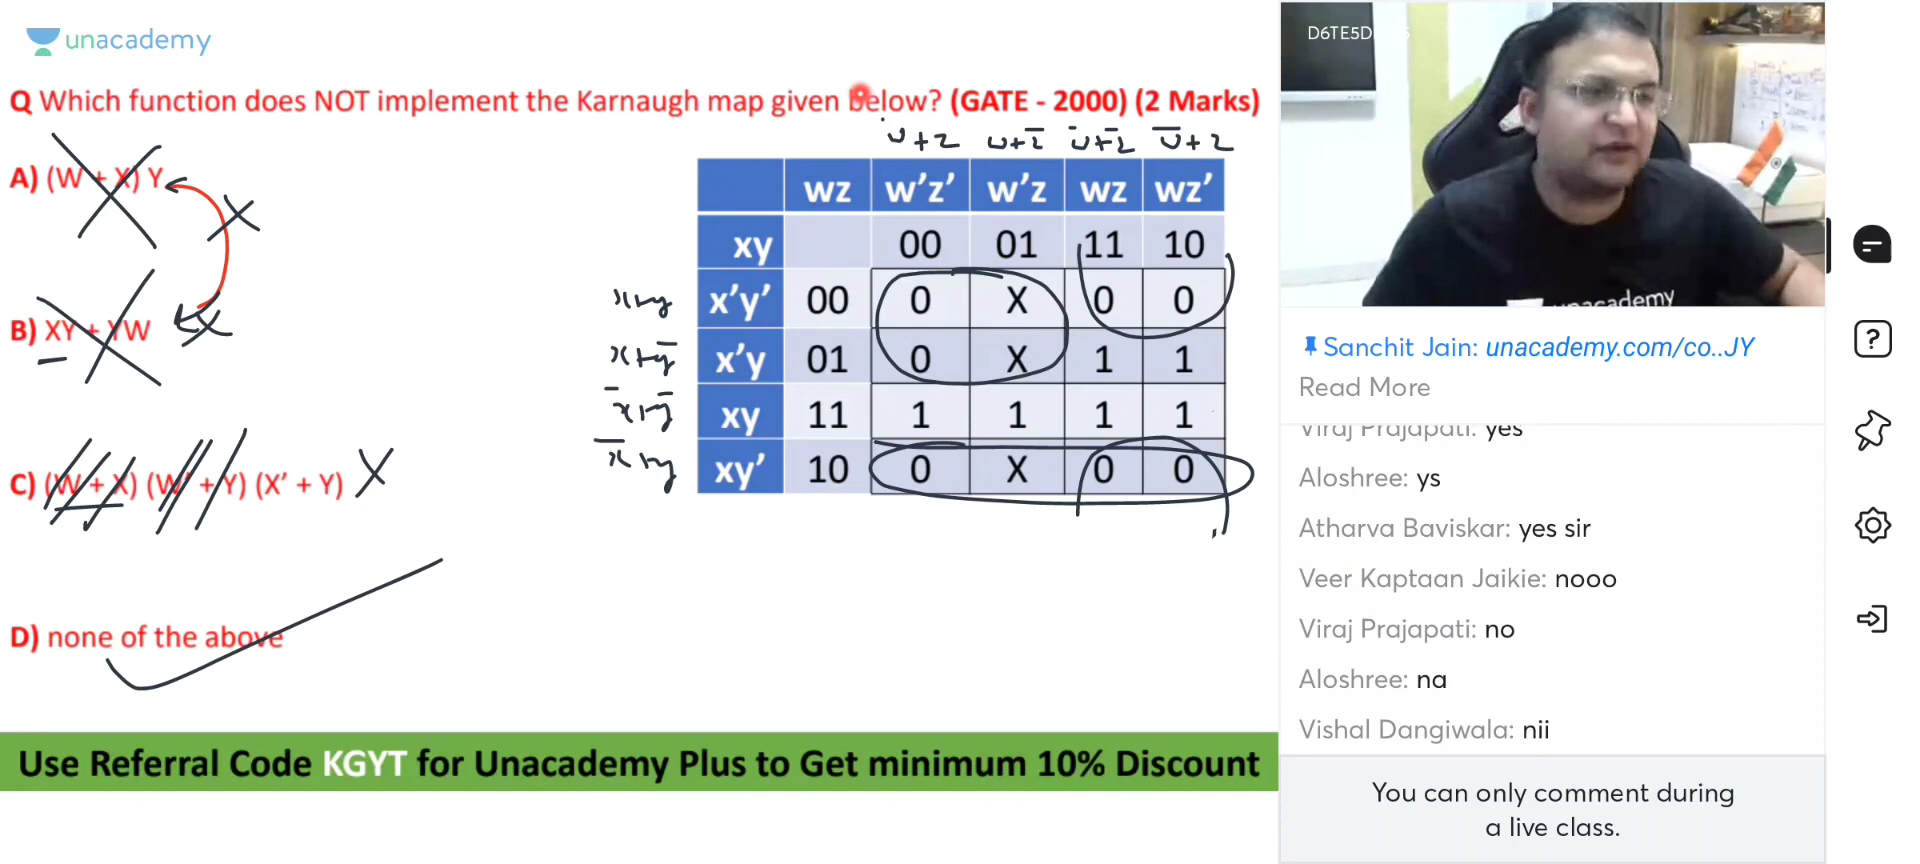 unacademy
Q Which function does NOT implement the Karnaugh map given below? (GATE - 2000) (2 Marks)
A) (W + X) Y
B) XY + YW
C) (W + X) (W' + Y) (X' + Y) X
D) none of the above
w+z w+z̅ w̅+z̅ w̅+z
wz w'z' w'z wz wz'
xy 00 01 11 10
x+y x'y' 00 0 X 0 0
x+y̅ x'y 01 0 X 1 1
x̅+y̅ xy 11 1 1 1 1
x̅+y xy' 10 0 X 0 0
Use Referral Code KGYT for Unacademy Plus to Get minimum 10% Discount
unacademy
Sanchit Jain: unacademy.com/co..JY
Read More
Viraj Prajapati: yes
Aloshree: ys
Atharva Baviskar: yes sir
Veer Kaptaan Jaikie: nooo
Viraj Prajapati: no
Aloshree: na
Vishal Dangiwala: nii
You can only comment during
a live class.